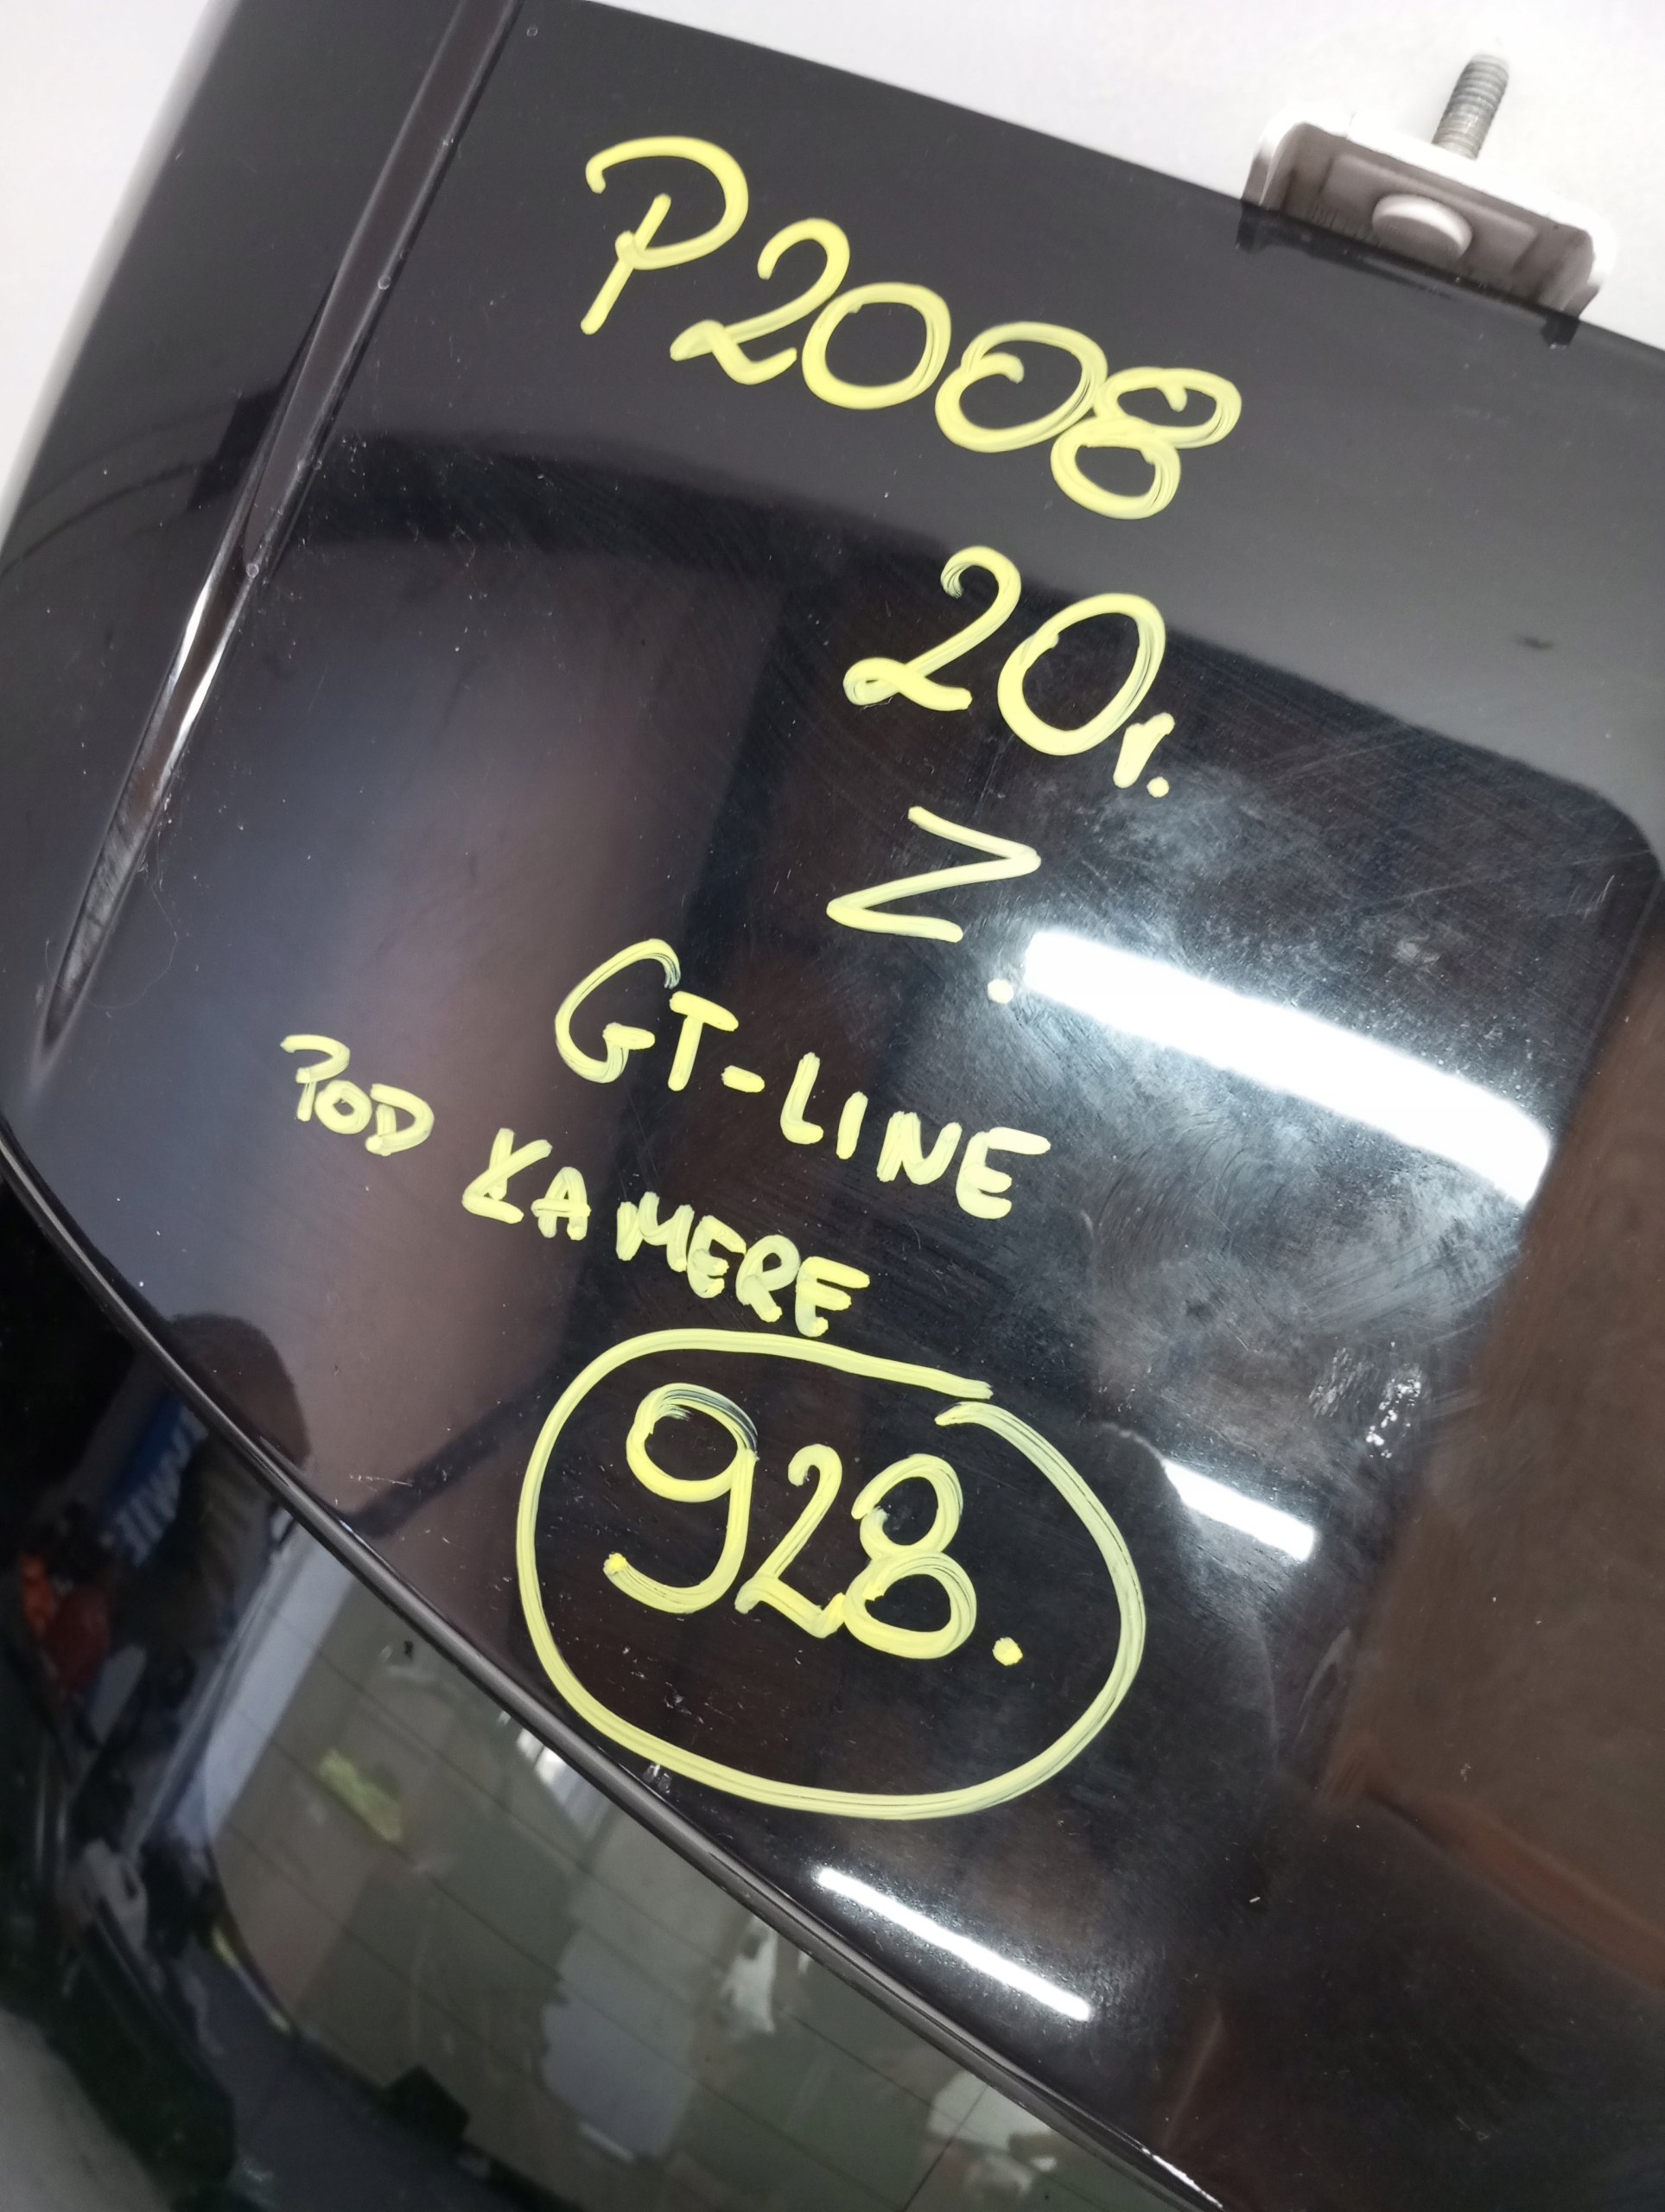 P2008
20r.
Z.
GT-LINE
POD KAMERE
928.